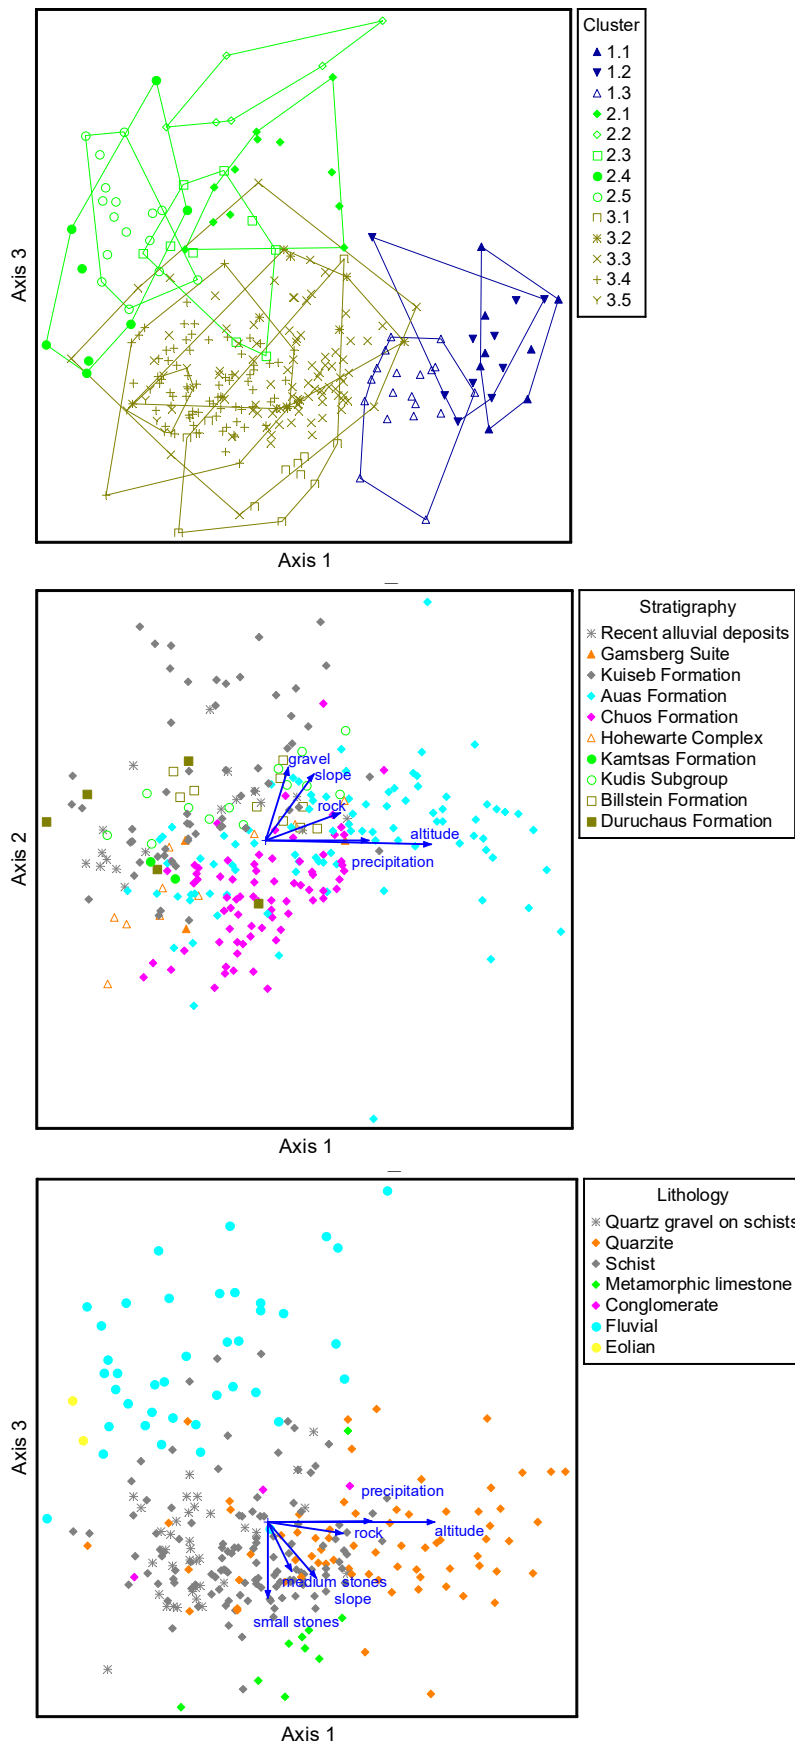 Cluster
1.1
1.2
1.3
2.1
2.2
2.3
2.4
2.5
3.1
3.2
3.3
3.4
3.5
Axis 3
Axis 1
Stratigraphy
Recent alluvial deposits
Gamsberg Suite
Kuiseb Formation
Auas Formation
Chuos Formation
Hohewarte Complex
Kamtsas Formation
Kudis Subgroup
Billstein Formation
Duruchaus Formation
gravel
slope
rock
altitude
precipitation
Axis 2
Axis 1
Lithology
Quartz gravel on schists
Quarzite
Schist
Metamorphic limestone
Conglomerate
Fluvial
Eolian
precipitation
rock
altitude
medium stones
slope
small stones
Axis 3
Axis 1